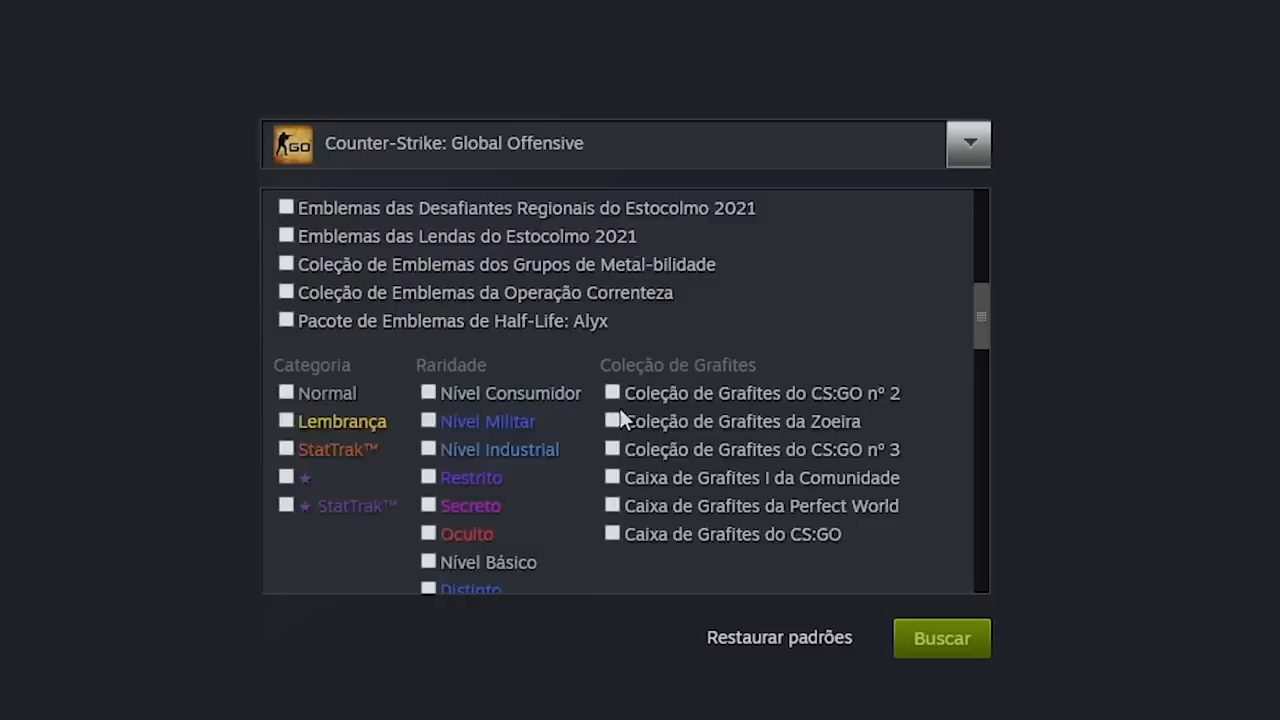 GO
Counter-Strike: Global Offensive
Emblemas das Desafiantes Regionais do Estocolmo 2021
Emblemas das Lendas do Estocolmo 2021
Coleção de Emblemas dos Grupos de Metal-bilidade
Coleção de Emblemas da Operação Correnteza
Pacote de Emblemas de Half-Life: Alyx
Categoria
Normal
Lembrança
StatTrak™
★
★ StatTrak™
Raridade
Nível Consumidor
Nível Militar
Nível Industrial
Restrito
Secreto
Oculto
Nível Básico
Distinto
Coleção de Grafites
Coleção de Grafites do CS:GO nº 2
Coleção de Grafites da Zoeira
Coleção de Grafites do CS:GO nº 3
Caixa de Grafites I da Comunidade
Caixa de Grafites da Perfect World
Caixa de Grafites do CS:GO
Restaurar padrões
Buscar